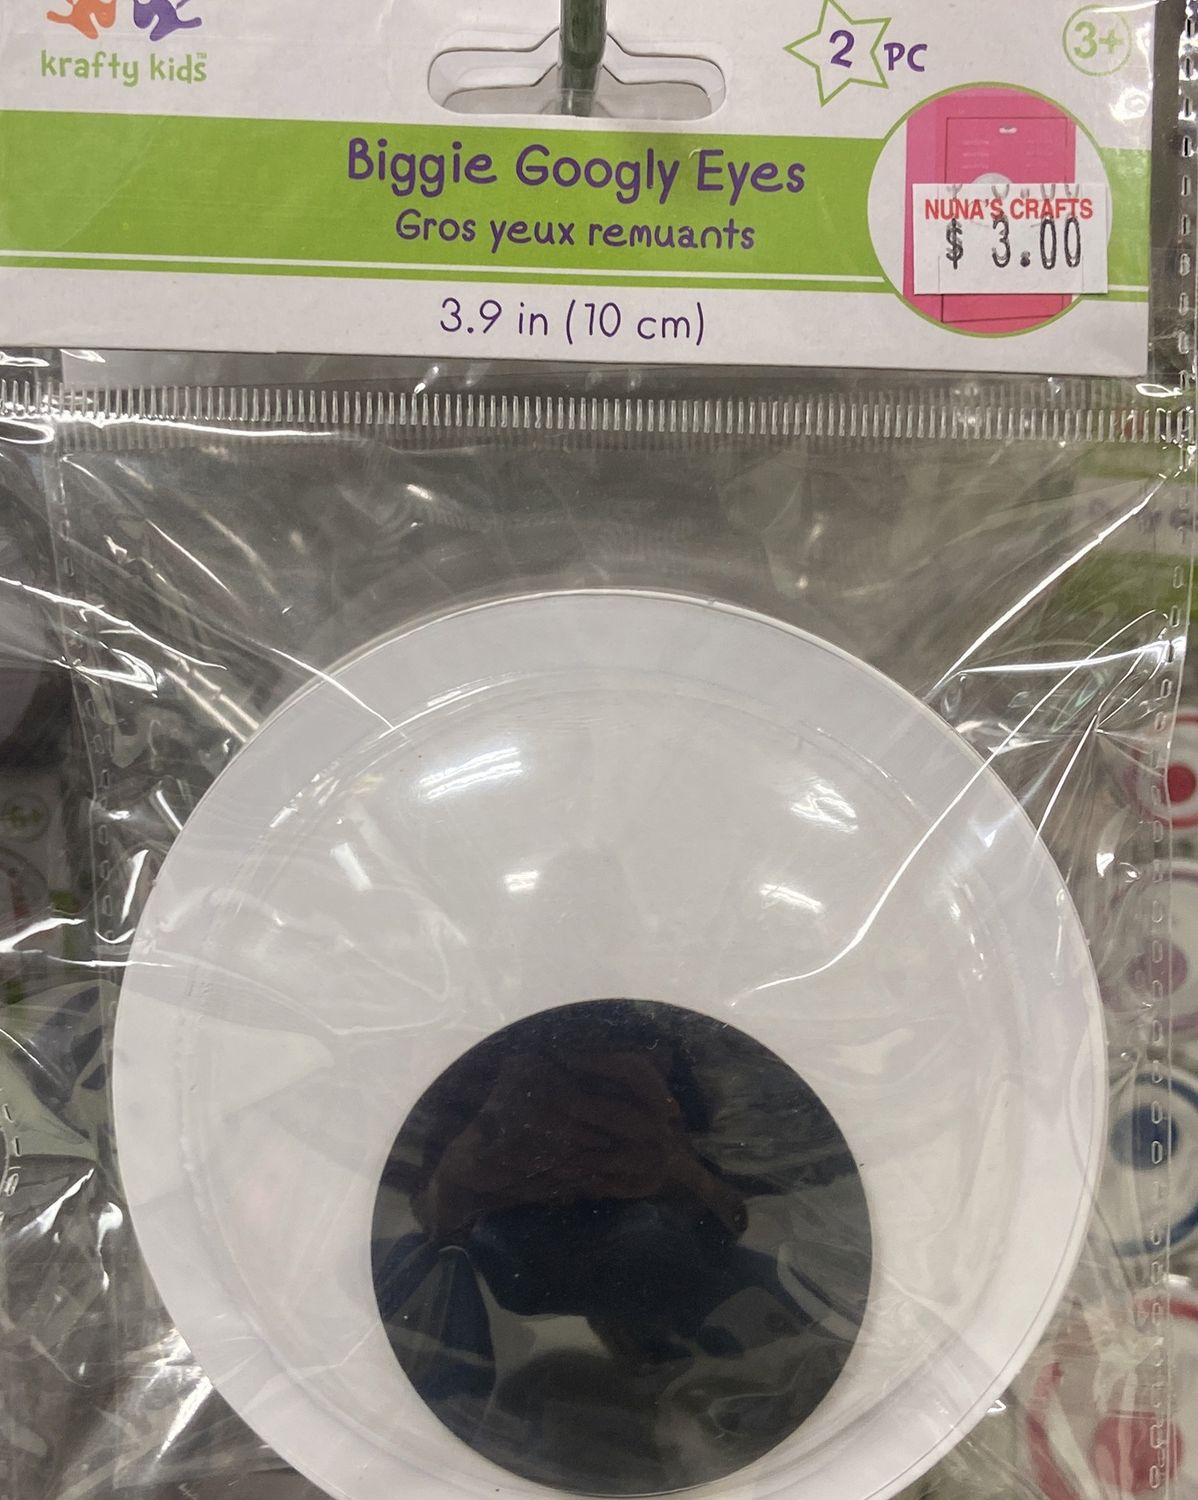 krafty kids™
2 PC
3+
Biggie Googly Eyes
Gros yeux remuants
3.9 in (10 cm)
NUNA'S CRAFTS
$ 3.00